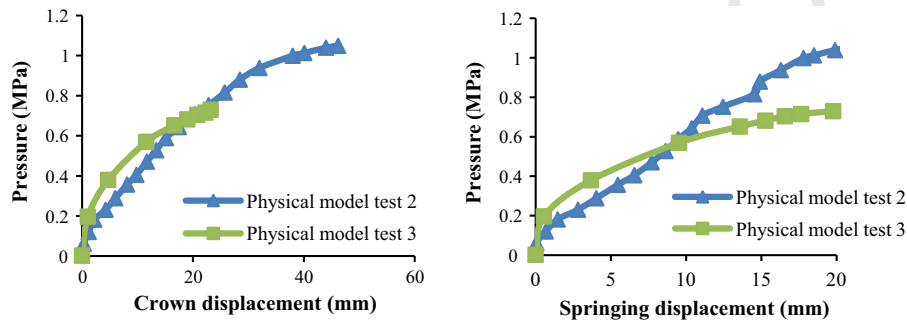 1.2
1
0.8
0.6
0.4
0.2
0
Pressure (MPa)
Physical model test 2
Physical model test 3
0 20 40 60
Crown displacement (mm)
1.2
1
0.8
0.6
0.4
0.2
0
Pressure (MPa)
Physical model test 2
Physical model test 3
0 5 10 15 20
Springing displacement (mm)